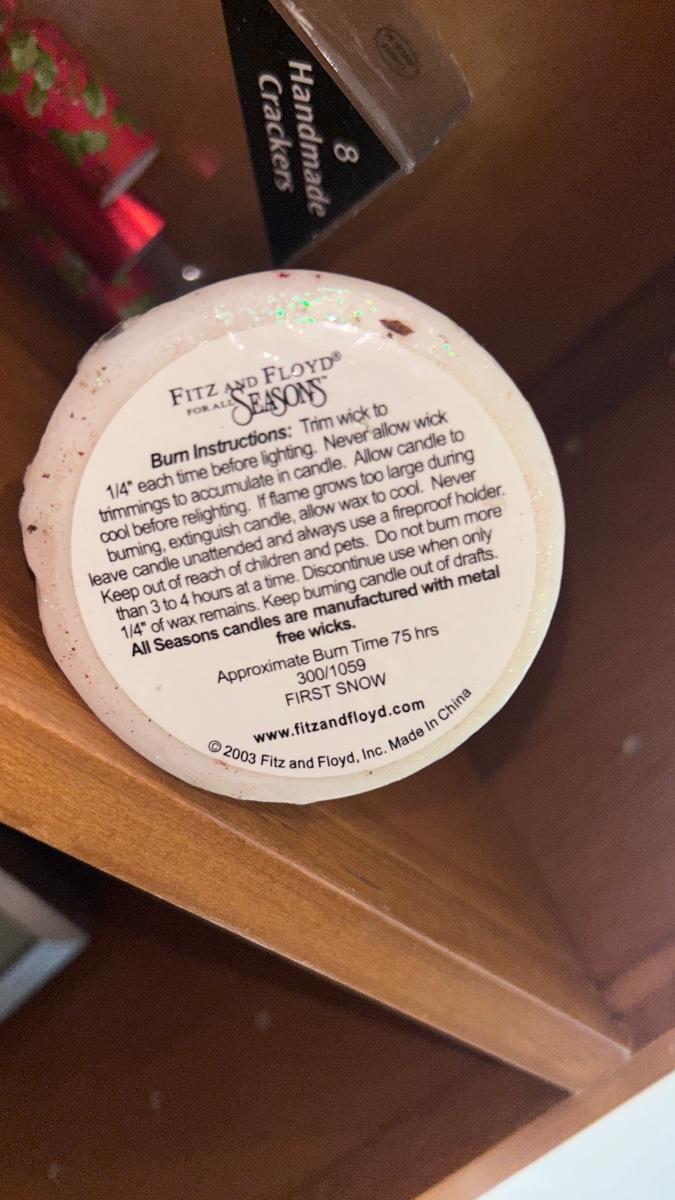 8
Handmade
Crackers
FITZ AND FLOYD®
FOR ALL SEASONS™
Burn Instructions: Trim wick to
1/4" each time before lighting. Never allow wick
trimmings to accumulate in candle. Allow candle to
cool before relighting. If flame grows too large during
burning, extinguish candle, allow wax to cool. Never
leave candle unattended and always use a fireproof holder.
Keep out of reach of children and pets. Do not burn more
than 3 to 4 hours at a time. Discontinue use when only
1/4" of wax remains. Keep burning candle out of drafts.
All Seasons candles are manufactured with metal
free wicks.
Approximate Burn Time 75 hrs
300/1059
FIRST SNOW
www.fitzandfloyd.com
© 2003 Fitz and Floyd, Inc. Made In China